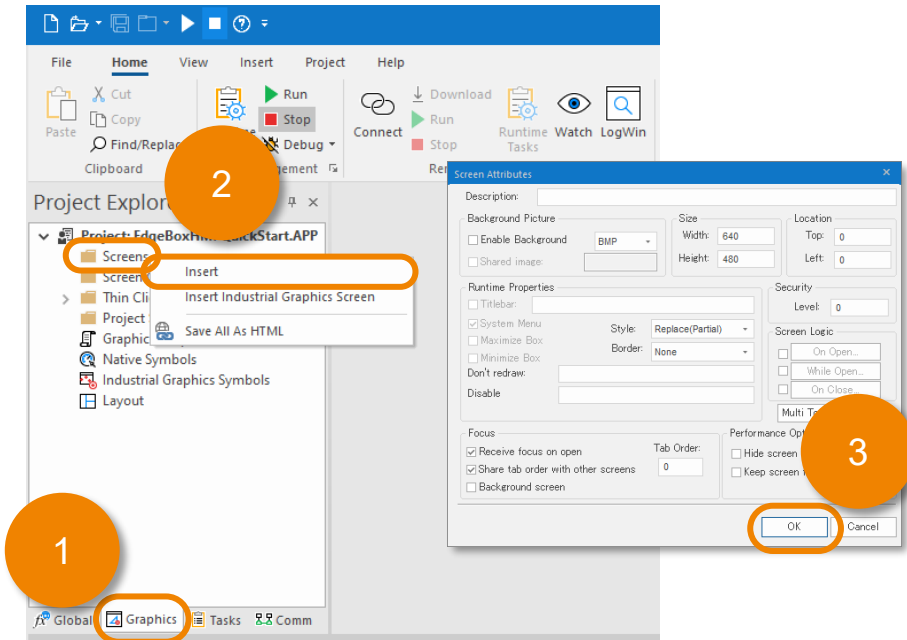 File Home View Insert Project Help
Paste
Cut
Copy
Find/Replac
Clipboard
Run
Stop
Debug
Connect
Download
Run
Stop
Runtime
Tasks
Watch LogWin
2
Project Explor
Project: EdgeBoxHMI QuickStart.APP
Screens
Screen
Thin Cli
Project
Graphic
Native Symbols
Industrial Graphics Symbols
Layout
Insert
Insert Industrial Graphics Screen
Save All As HTML
Screen Attributes
Description:
Background Picture
Enable Background BMP
Shared image:
Size
Width: 640
Height: 480
Location
Top: 0
Left: 0
Runtime Properties
Titlebar:
System Menu
Maximize Box
Minimize Box
Style: Replace(Partial)
Border: None
Don't redraw:
Disable
Security
Level: 0
Screen Logic
On Open...
While Open...
On Close...
Multi T
Focus
Receive focus on open
Share tab order with other screens
Background screen
Tab Order:
0
Performance Opt
Hide screen
Keep screen
3
OK Cancel
1
Global Graphics Tasks Comm